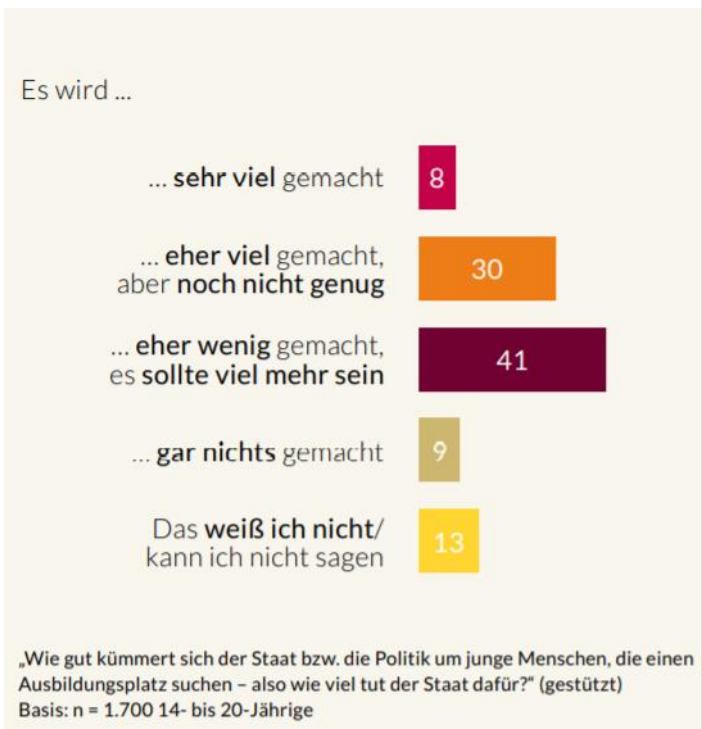 Es wird ...
... sehr viel gemacht
8
... eher viel gemacht,
aber noch nicht genug
30
... eher wenig gemacht,
es sollte viel mehr sein
41
... gar nichts gemacht
9
Das weiß ich nicht/
kann ich nicht sagen
13
„Wie gut kümmert sich der Staat bzw. die Politik um junge Menschen, die einen
Ausbildungsplatz suchen – also wie viel tut der Staat dafür?“ (gestützt)
Basis: n = 1.700 14- bis 20-Jährige